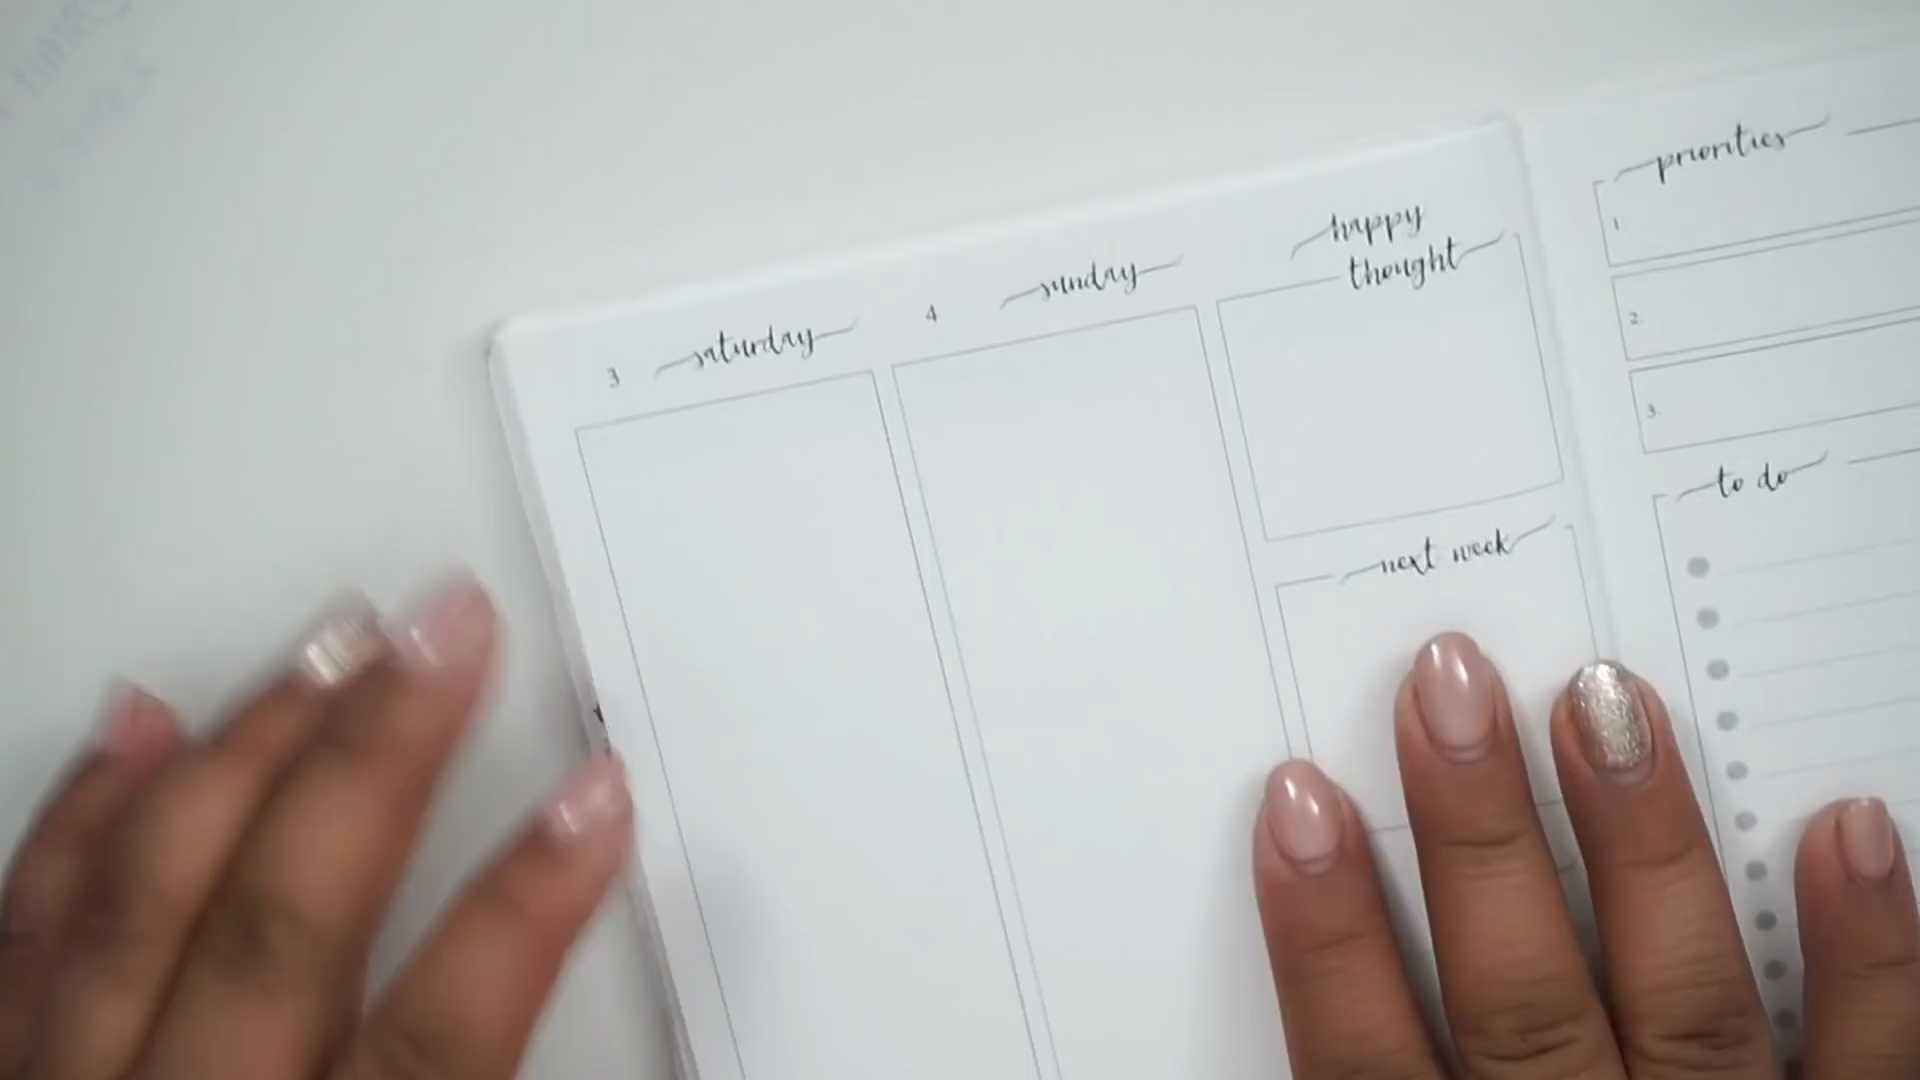 3 saturday
4 sunday
happy
thought
next week
priorities
1.
2.
3.
to do